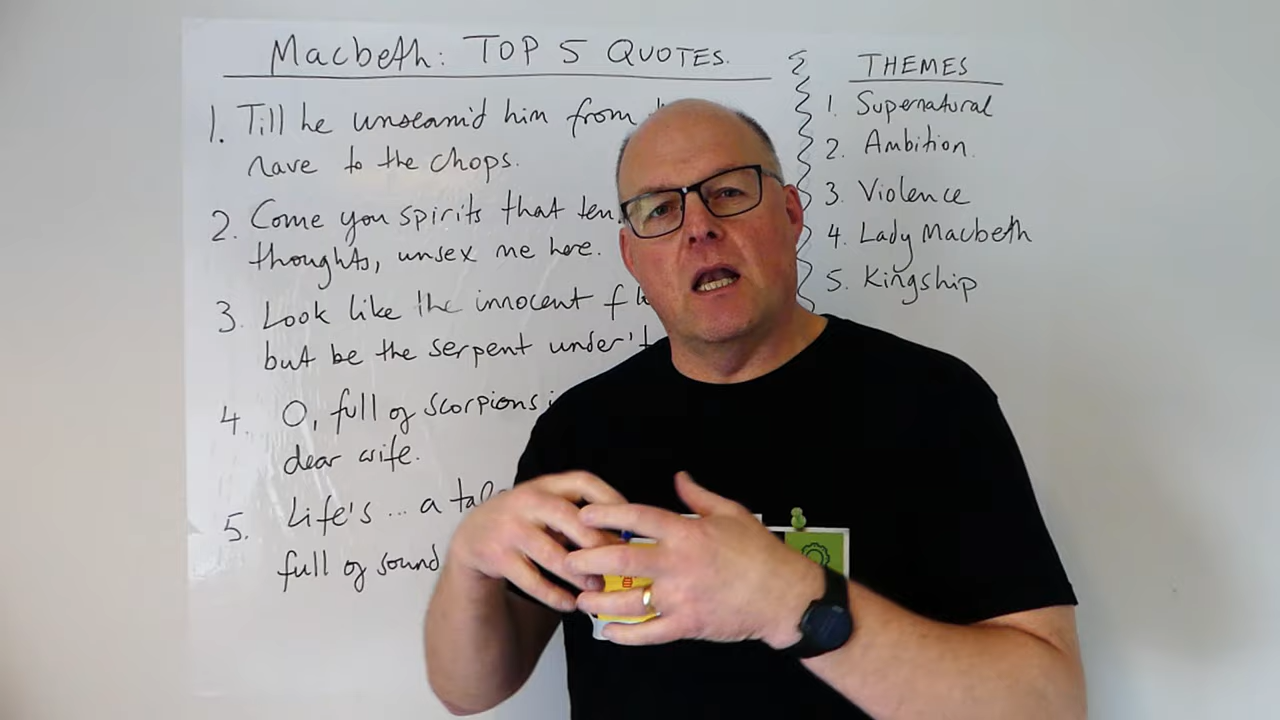 Macbeth: TOP 5 QUOTES.
1. Till he unseam'd him from
nave to the chops.
2. Come you spirits that
thoughts, unsex me here.
3. Look like the innocent
but be the serpent under't
4. O, full of scorpions
dear wife.
5. Life's ... a
full of sound
THEMES
1. Supernatural
2. Ambition.
3. Violence
4. Lady Macbeth
5. Kingship